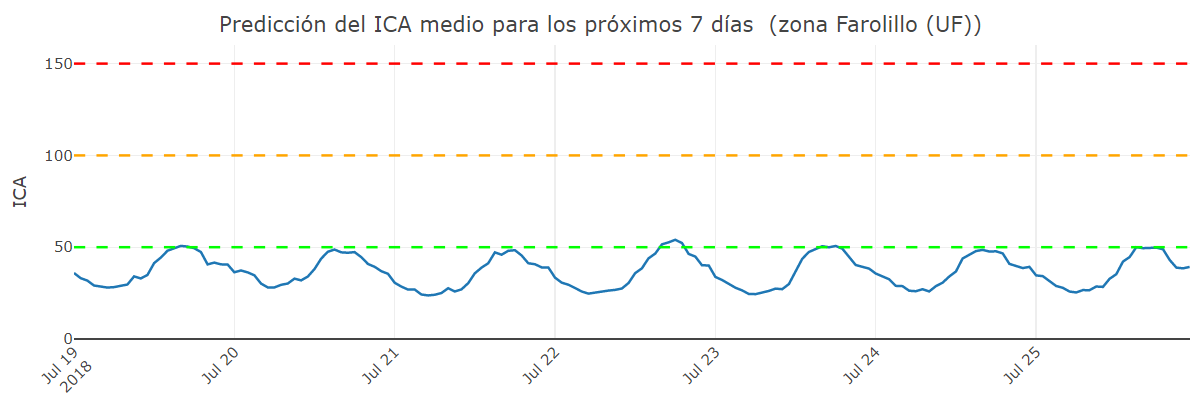 Predicción del ICA medio para los próximos 7 días  (zona Farolillo (UF))
150
100
50
0
ICA
Jul 19
2018
Jul 20
Jul 21
Jul 22
Jul 23
Jul 24
Jul 25